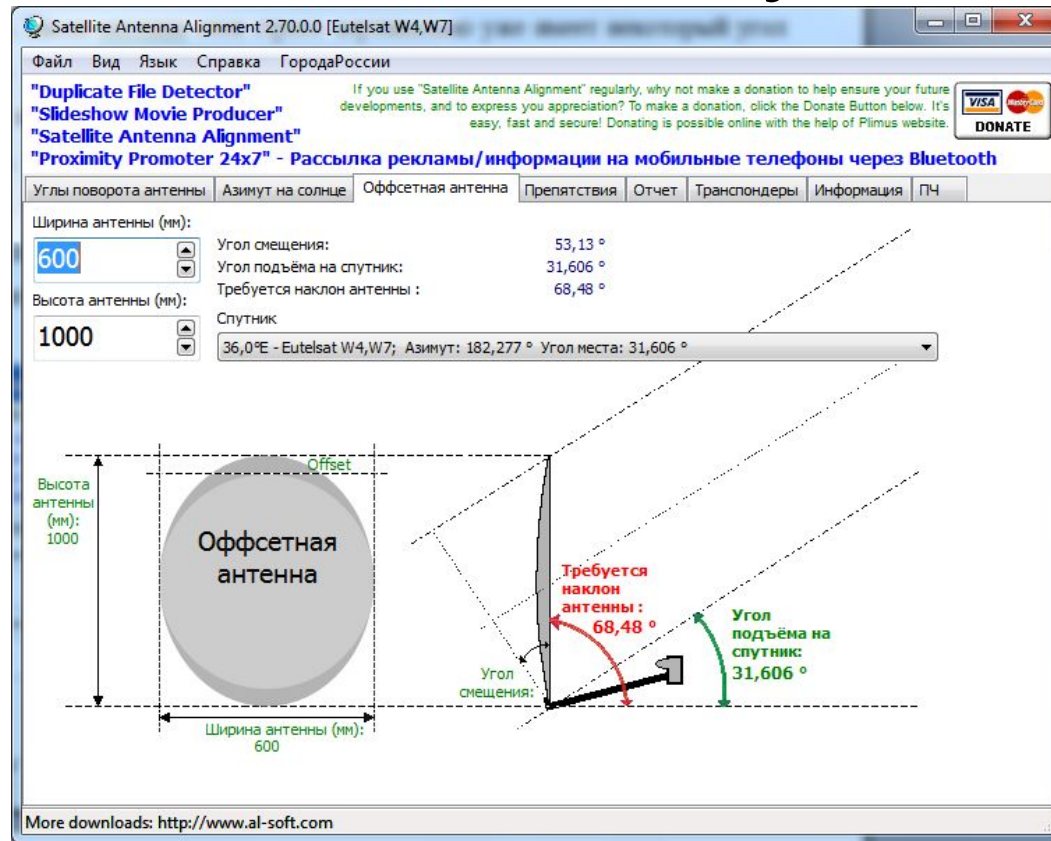 Satellite Antenna Alignment 2.70.0.0 [Eutelsat W4,W7]
Файл Вид Язык Справка ГородаРоссии
"Duplicate File Detector"
"Slideshow Movie Producer"
"Satellite Antenna Alignment"
"Proximity Promoter 24x7" - Рассылка рекламы/информации на мобильные телефоны через Bluetooth
If you use "Satellite Antenna Alignment" regularly, why not make a donation to help ensure your future
developments, and to express you appreciation? To make a donation, click the Donate Button below. It's
easy, fast and secure! Donating is possible online with the help of Plimus website.
VISA MasterCard
DONATE
Углы поворота антенны Азимут на солнце Оффсетная антенна Препятствия Отчет Транспондеры Информация ПЧ
Ширина антенны (мм):
600
Высота антенны (мм):
1000
Угол смещения: 53,13 °
Угол подъёма на спутник: 31,606 °
Требуется наклон антенны : 68,48 °
Спутник
36,0°E - Eutelsat W4,W7; Азимут: 182,277 ° Угол места: 31,606 °
Offset
Высота
антенны
(мм):
1000
Оффсетная
антенна
Ширина антенны (мм):
600
Требуется
наклон
антенны :
68,48 °
Угол
смещения:
Угол
подъёма на
спутник:
31,606 °
More downloads: http://www.al-soft.com